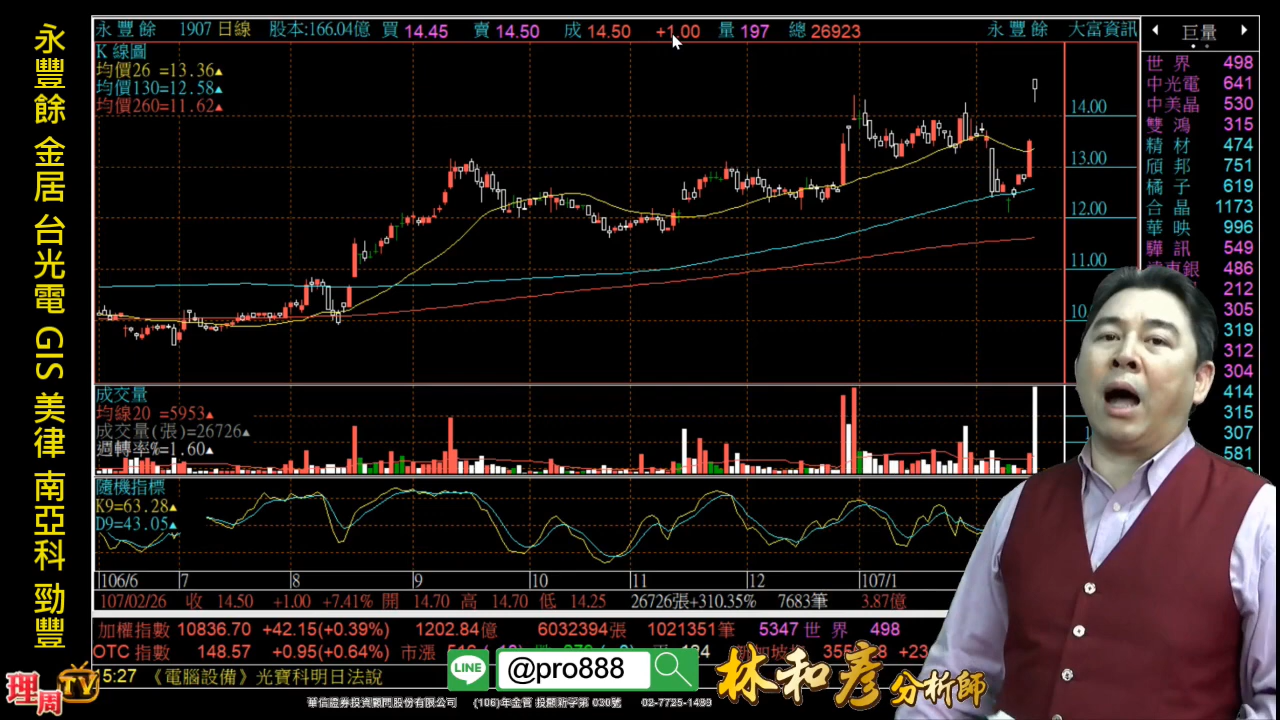 永豐餘 金居 台光電 GIS 美律 南亞科 勁豐
永豐餘 1907 日線 股本:166.04億 買 14.45 賣 14.50 成 14.50 +1.00 量 197 總 26923 永豐餘 大富資訊
巨量
K 線圖
均價26 =13.36▲
均價130=12.58▲
均價260=11.62▲
14.00
13.00
12.00
11.00
世界 498
中光電 641
中美晶 530
雙鴻 315
精材 474
頎邦 751
橘子 619
合晶 1173
華映 996
驊訊 549
486
212
305
319
312
304
414
315
307
581
成交量
均線20 =5953▲
成交量(張)=26726▲
週轉率%=1.60▲
隨機指標
K9=63.28▲
D9=43.05▲
106/6 7 8 9 10 11 12 107/1
107/02/26 收 14.50 +1.00 +7.41% 開 14.70 高 14.70 低 14.25 26726張+310.35% 7683筆 3.87億
加權指數 10836.70 +42.15(+0.39%) 1202.84億 6032394張 1021351筆 5347 世界 498
OTC 指數 148.57 +0.95(+0.64%) 市漲
15:27 《電腦設備》光寶科明日法說
LINE @pro888
林和彥 分析師
理周TV
華信證券投資顧問股份有限公司 (106)年金管 投顧新字第 030號 02-7725-1489